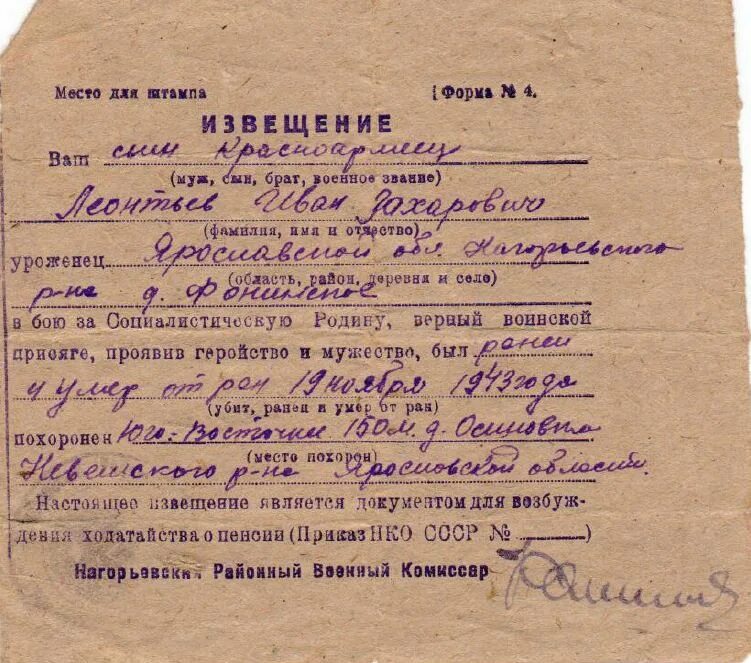 Место для штампа
Форма № 4.
ИЗВЕЩЕНИЕ
Ваш сын красноармеец
(муж, сын, брат, военное звание)
Леонтьев Иван Захарович
(фамилия, имя и отчество)
уроженец Ярославской обл Нагорьевского
(область, район, деревня и село)
р-на д. Фонинское
в бою за Социалистическую Родину, верный воинской
присяге, проявив геройство и мужество, был ранен
и умер от ран 19 ноября 1943 года
(убит, ранен и умер от ран)
похоронен Юго-Восточнее 150 м. д. Осиновка
(место похорон)
р-на Ярославской области.
Настоящее извещение является документом для возбуж-
дения ходатайства о пенсии (Приказ НКО СССР №        )
Нагорьевский Районный Военный Комиссар